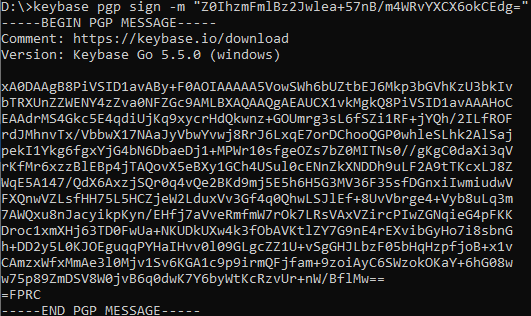 D:\>keybase pgp sign -m "Z0IhzmFmlBz2Jwlea+57nB/m4WRvYXCX6okCEdg="
-----BEGIN PGP MESSAGE-----
Comment: https://keybase.io/download
Version: Keybase Go 5.5.0 (windows)

xA0DAAgB8PiVSID1avABy+F0AOIAAAAA5VowSWh6bUZtbEJ6Mkp3bGVhKzU3bkIv
bTRXUnZZWENY4zZva0NFZGc9AMLBXAQAAQgAEAUCX1vkMgkQ8PiVSID1avAAAHoC
EAAdrMS4Gkc5E4qdiUjKq9xycrHdQkwnz+GOUmrg3sL6fSZi1RF+jYQh/2ILfROF
rdJMhnvTx/VbbwX17NAaJyVbwYvwj8RrJ6LxqE7orDChooQGP0whleSLhk2AlSaj
pekI1Ykg6fgxYjG4bN6DbaeDj1+MPWr10sfgeOZs7bZ0MITNs0//gKgC0daXi3qV
rKfMr6xzzBlEBp4jTAQovX5eBXy1GCh4USul0cENnZkXNDDh9uLF2A9tTKcxLJ8Z
WqE5A147/QdX6AxzjSQr0q4vQe2BKd9mj5E5h6H5G3MV36F35sfDGnxiIwmiudwV
FXQnwVZLsfHH75L5HCZjeW2LduxVv3Gf4q0QhwLSJlEf+8UvVbrge4+Vyb8uLq3m
7AWQxu8nJacyikpKyn/EHfj7aVveRmfmW7rOk7LRsVAxVZircPIwZGNqieG4pFKK
Droc1xmXHj63TD0FwUa+NKUDkUXw4k3fObAVKtlZY7G9nE4rEXvibGyHo7i8sbnG
h+DD2y5L0KJOEguqqPYHaIHvv0l09GLgcZZ1U+vSgGHJLbzF05bHqHzpfjoB+x1v
CAmzxWfxMmAe3l0Mjv1Sv6KGA1c9p9irmQFjfam+9zoiAyC6SWzokOKaY+6hG08w
w75p89ZmDSV8W0jvB6q0dwK7Y6byWtKcRzvUr+nW/BflMw==
=FPRC
-----END PGP MESSAGE-----